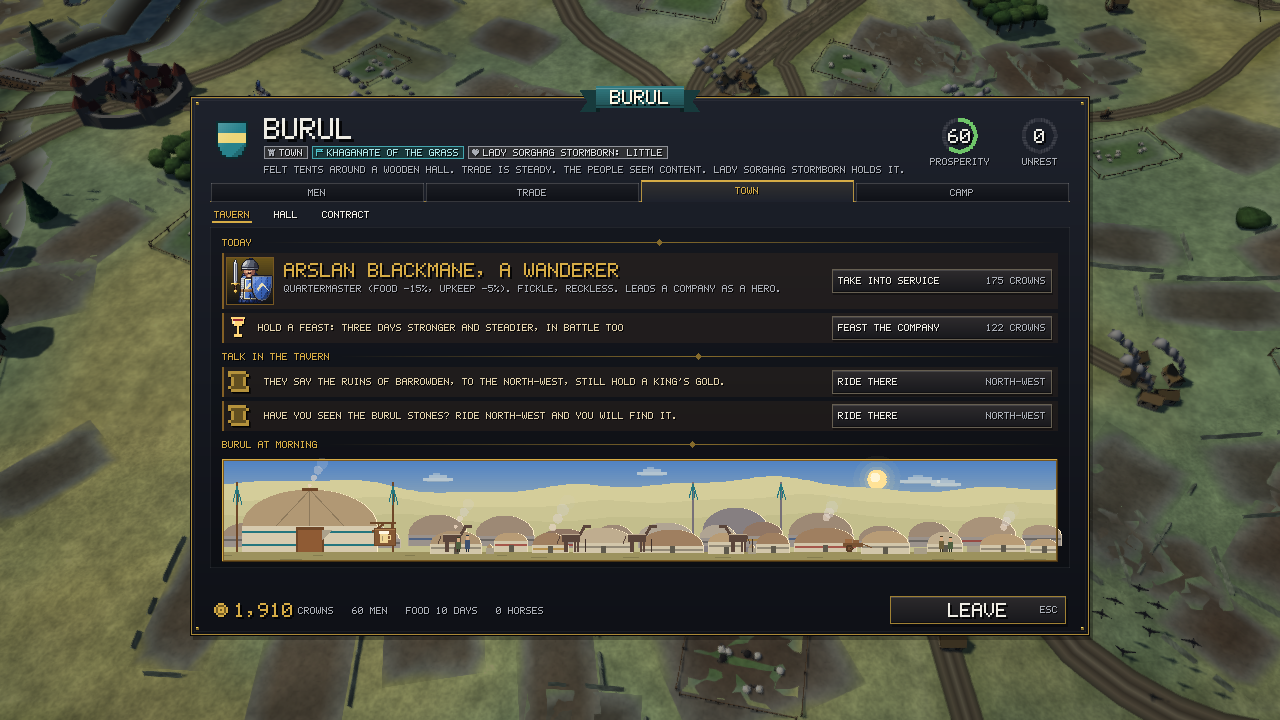 BURUL
BURUL
TOWN KHAGANATE OF THE GRASS LADY SORGHAG STORMBORN: LITTLE
FELT TENTS AROUND A WOODEN HALL. TRADE IS STEADY. THE PEOPLE SEEM CONTENT. LADY SORGHAG STORMBORN HOLDS IT.
60 0
PROSPERITY UNREST
MEN TRADE TOWN CAMP
TAVERN HALL CONTRACT
TODAY
ARSLAN BLACKMANE, A WANDERER
QUARTERMASTER (FOOD -15%, UPKEEP -5%). FICKLE, RECKLESS. LEADS A COMPANY AS A HERO.
TAKE INTO SERVICE 175 CROWNS
HOLD A FEAST: THREE DAYS STRONGER AND STEADIER, IN BATTLE TOO
FEAST THE COMPANY 122 CROWNS
TALK IN THE TAVERN
THEY SAY THE RUINS OF BARROWDEN, TO THE NORTH-WEST, STILL HOLD A KING'S GOLD.
RIDE THERE NORTH-WEST
HAVE YOU SEEN THE BURUL STONES? RIDE NORTH-WEST AND YOU WILL FIND IT.
RIDE THERE NORTH-WEST
BURUL AT MORNING
1,910 CROWNS 60 MEN FOOD 10 DAYS 0 HORSES
LEAVE ESC